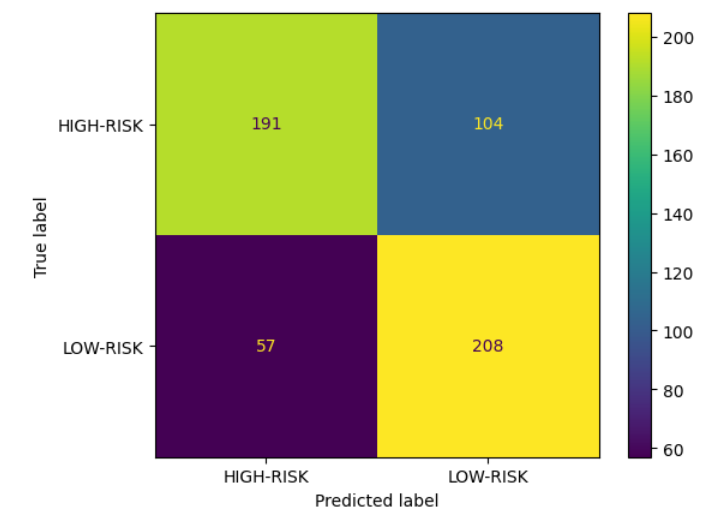 HIGH-RISK 191 104
LOW-RISK 57 208
HIGH-RISK LOW-RISK
Predicted label
True label
200
180
160
140
120
100
80
60